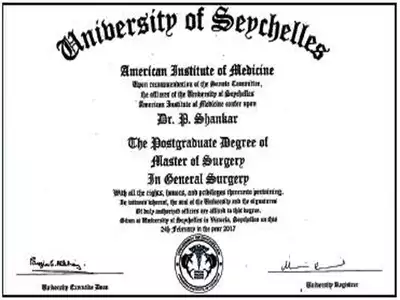 University of Seychelles
American Institute of Medicine
Upon recommendation of the Senate Committee,
the officers of the University of Seychelles
American Institute of Medicine confer upon
Dr. P. Shankar
The Postgraduate Degree of
Master of Surgery
In General Surgery
With all the rights, honors, and privileges thereunto pertaining.
In witness whereof, the seal of the University and the signatures
Of duly authorized officers are affixed to this degree.
Given at University of Seychelles in Victoria, Seychelles on this
24th February in the year 2017
University Executive Dean
University Registrar